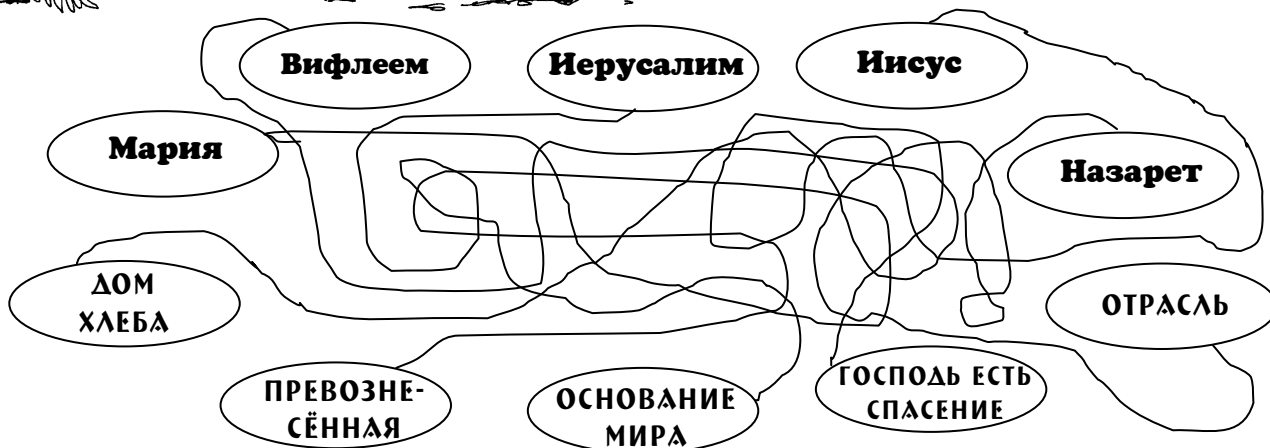 Вифлеем
Иерусалим
Иисус
Мария
Назарет
ДОМ
ХЛЕБА
ОТРАСЛЬ
ПРЕВОЗНЕ-
СЁННАЯ
ОСНОВАНИЕ
МИРА
ГОСПОДЬ ЕСТЬ
СПАСЕНИЕ